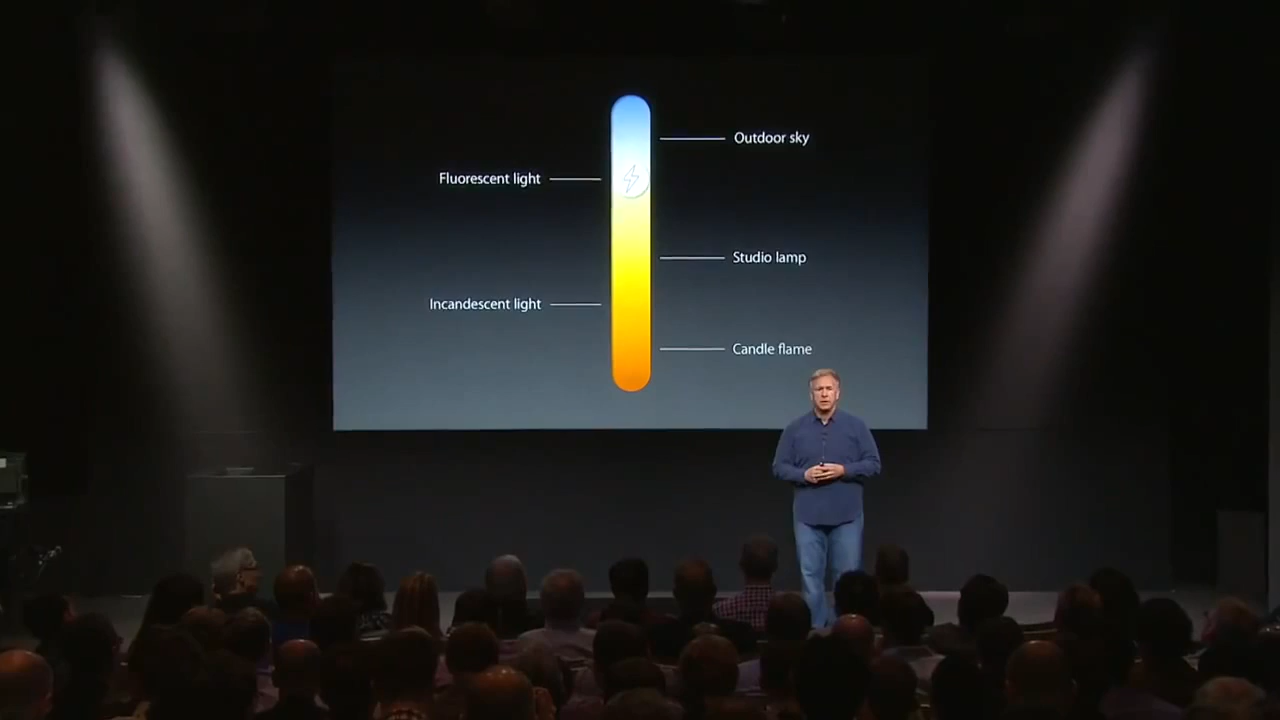 Outdoor sky
Fluorescent light
Studio lamp
Incandescent light
Candle flame